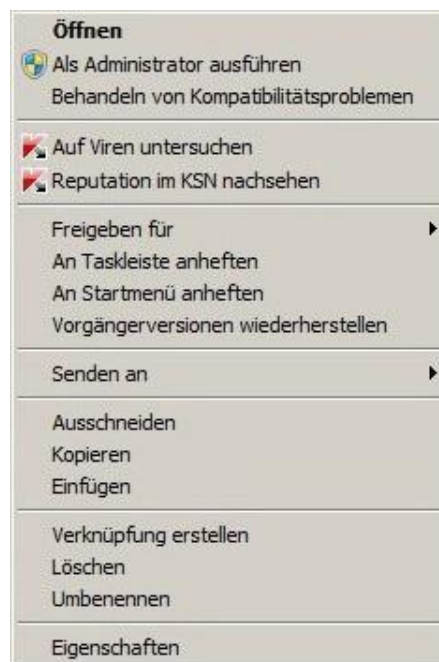 Öffnen
Als Administrator ausführen
Behandeln von Kompatibilitätsproblemen
Auf Viren untersuchen
Reputation im KSN nachsehen
Freigeben für
An Taskleiste anheften
An Startmenü anheften
Vorgängerversionen wiederherstellen
Senden an
Ausschneiden
Kopieren
Einfügen
Verknüpfung erstellen
Löschen
Umbenennen
Eigenschaften